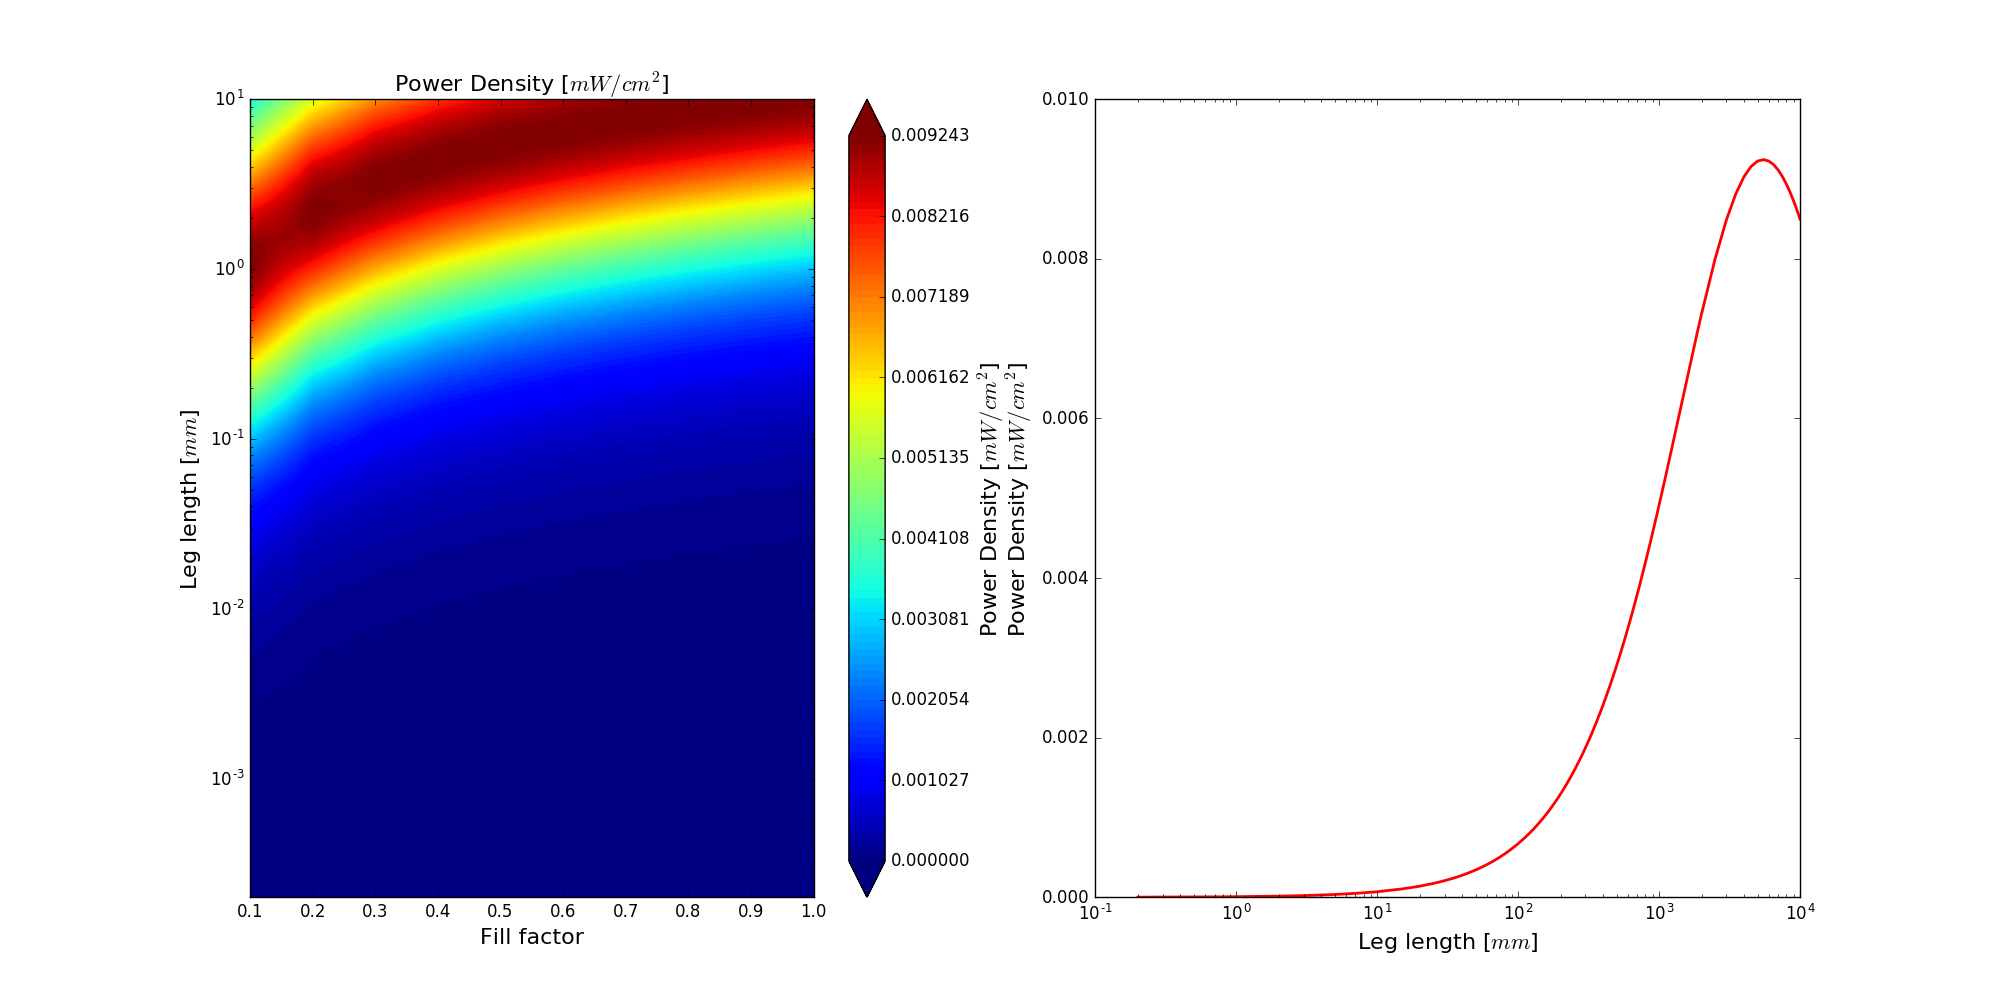 Power Density [mW/cm²]
10¹
10⁰
10⁻¹
10⁻²
10⁻³
Leg length [mm]
0.1 0.2 0.3 0.4 0.5 0.6 0.7 0.8 0.9 1.0
Fill factor
0.009243
0.008216
0.007189
0.006162
0.005135
0.004108
0.003081
0.002054
0.001027
0.000000
Power Density [mW/cm²]
Power Density [mW/cm²]
0.010
0.008
0.006
0.004
0.002
0.000
10⁻¹ 10⁰ 10¹ 10² 10³ 10⁴
Leg length [mm]